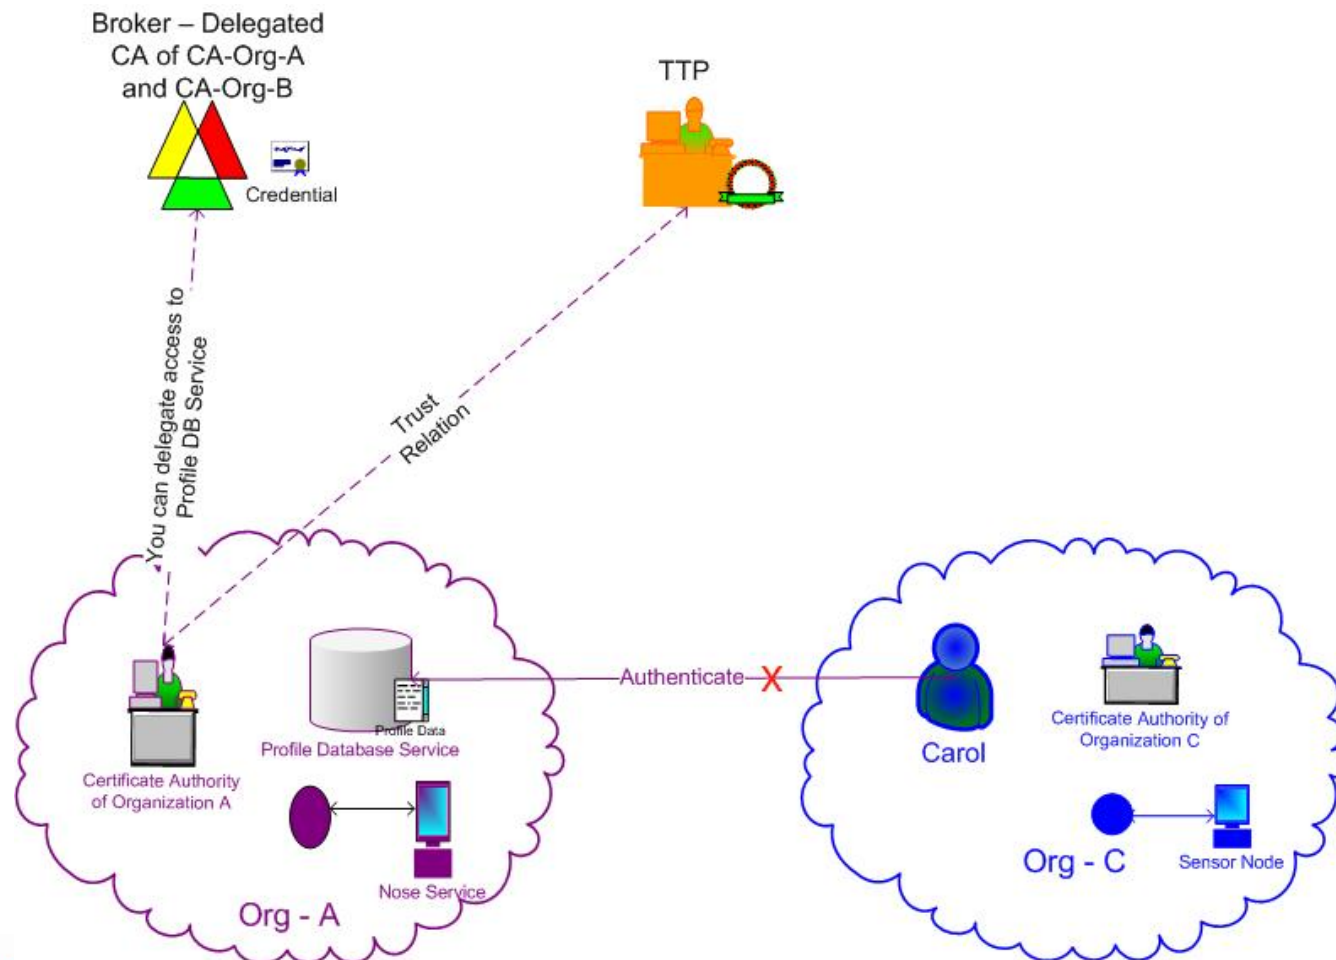 Broker – Delegated
CA of CA-Org-A
and CA-Org-B
TTP
Credential
You can delegate access to
Profile DB Service
Trust
Relation
Authenticate
X
Profile Data
Profile Database Service
Certificate Authority
of Organization A
Nose Service
Org - A
Carol
Certificate Authority of
Organization C
Org - C
Sensor Node